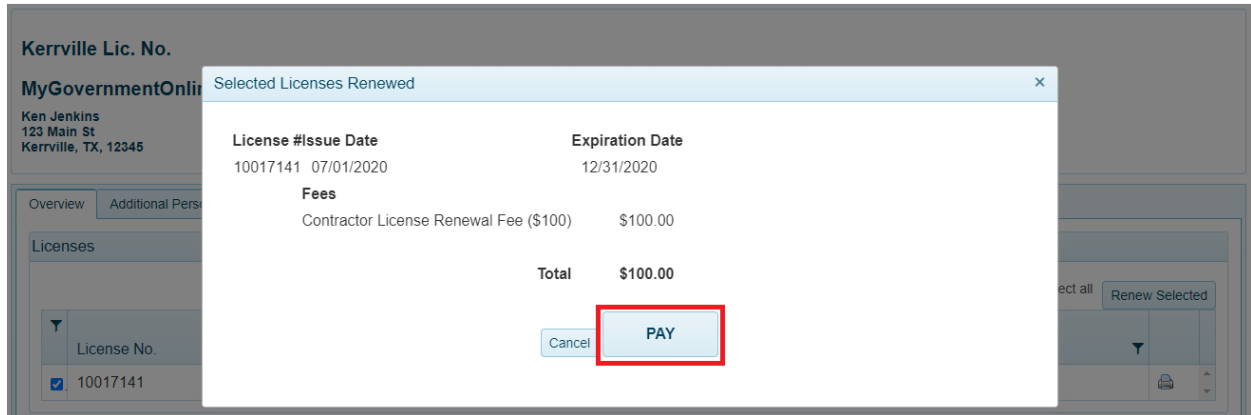 Kerrville Lic. No.
MyGovernmentOnlin
Ken Jenkins
123 Main St
Kerrville, TX, 12345
Selected Licenses Renewed ×
License #Issue Date Expiration Date
10017141 07/01/2020 12/31/2020
Fees
Contractor License Renewal Fee ($100) $100.00
Total $100.00
Cancel PAY
Overview Additional Perso
Licenses
ect all Renew Selected
License No.
10017141